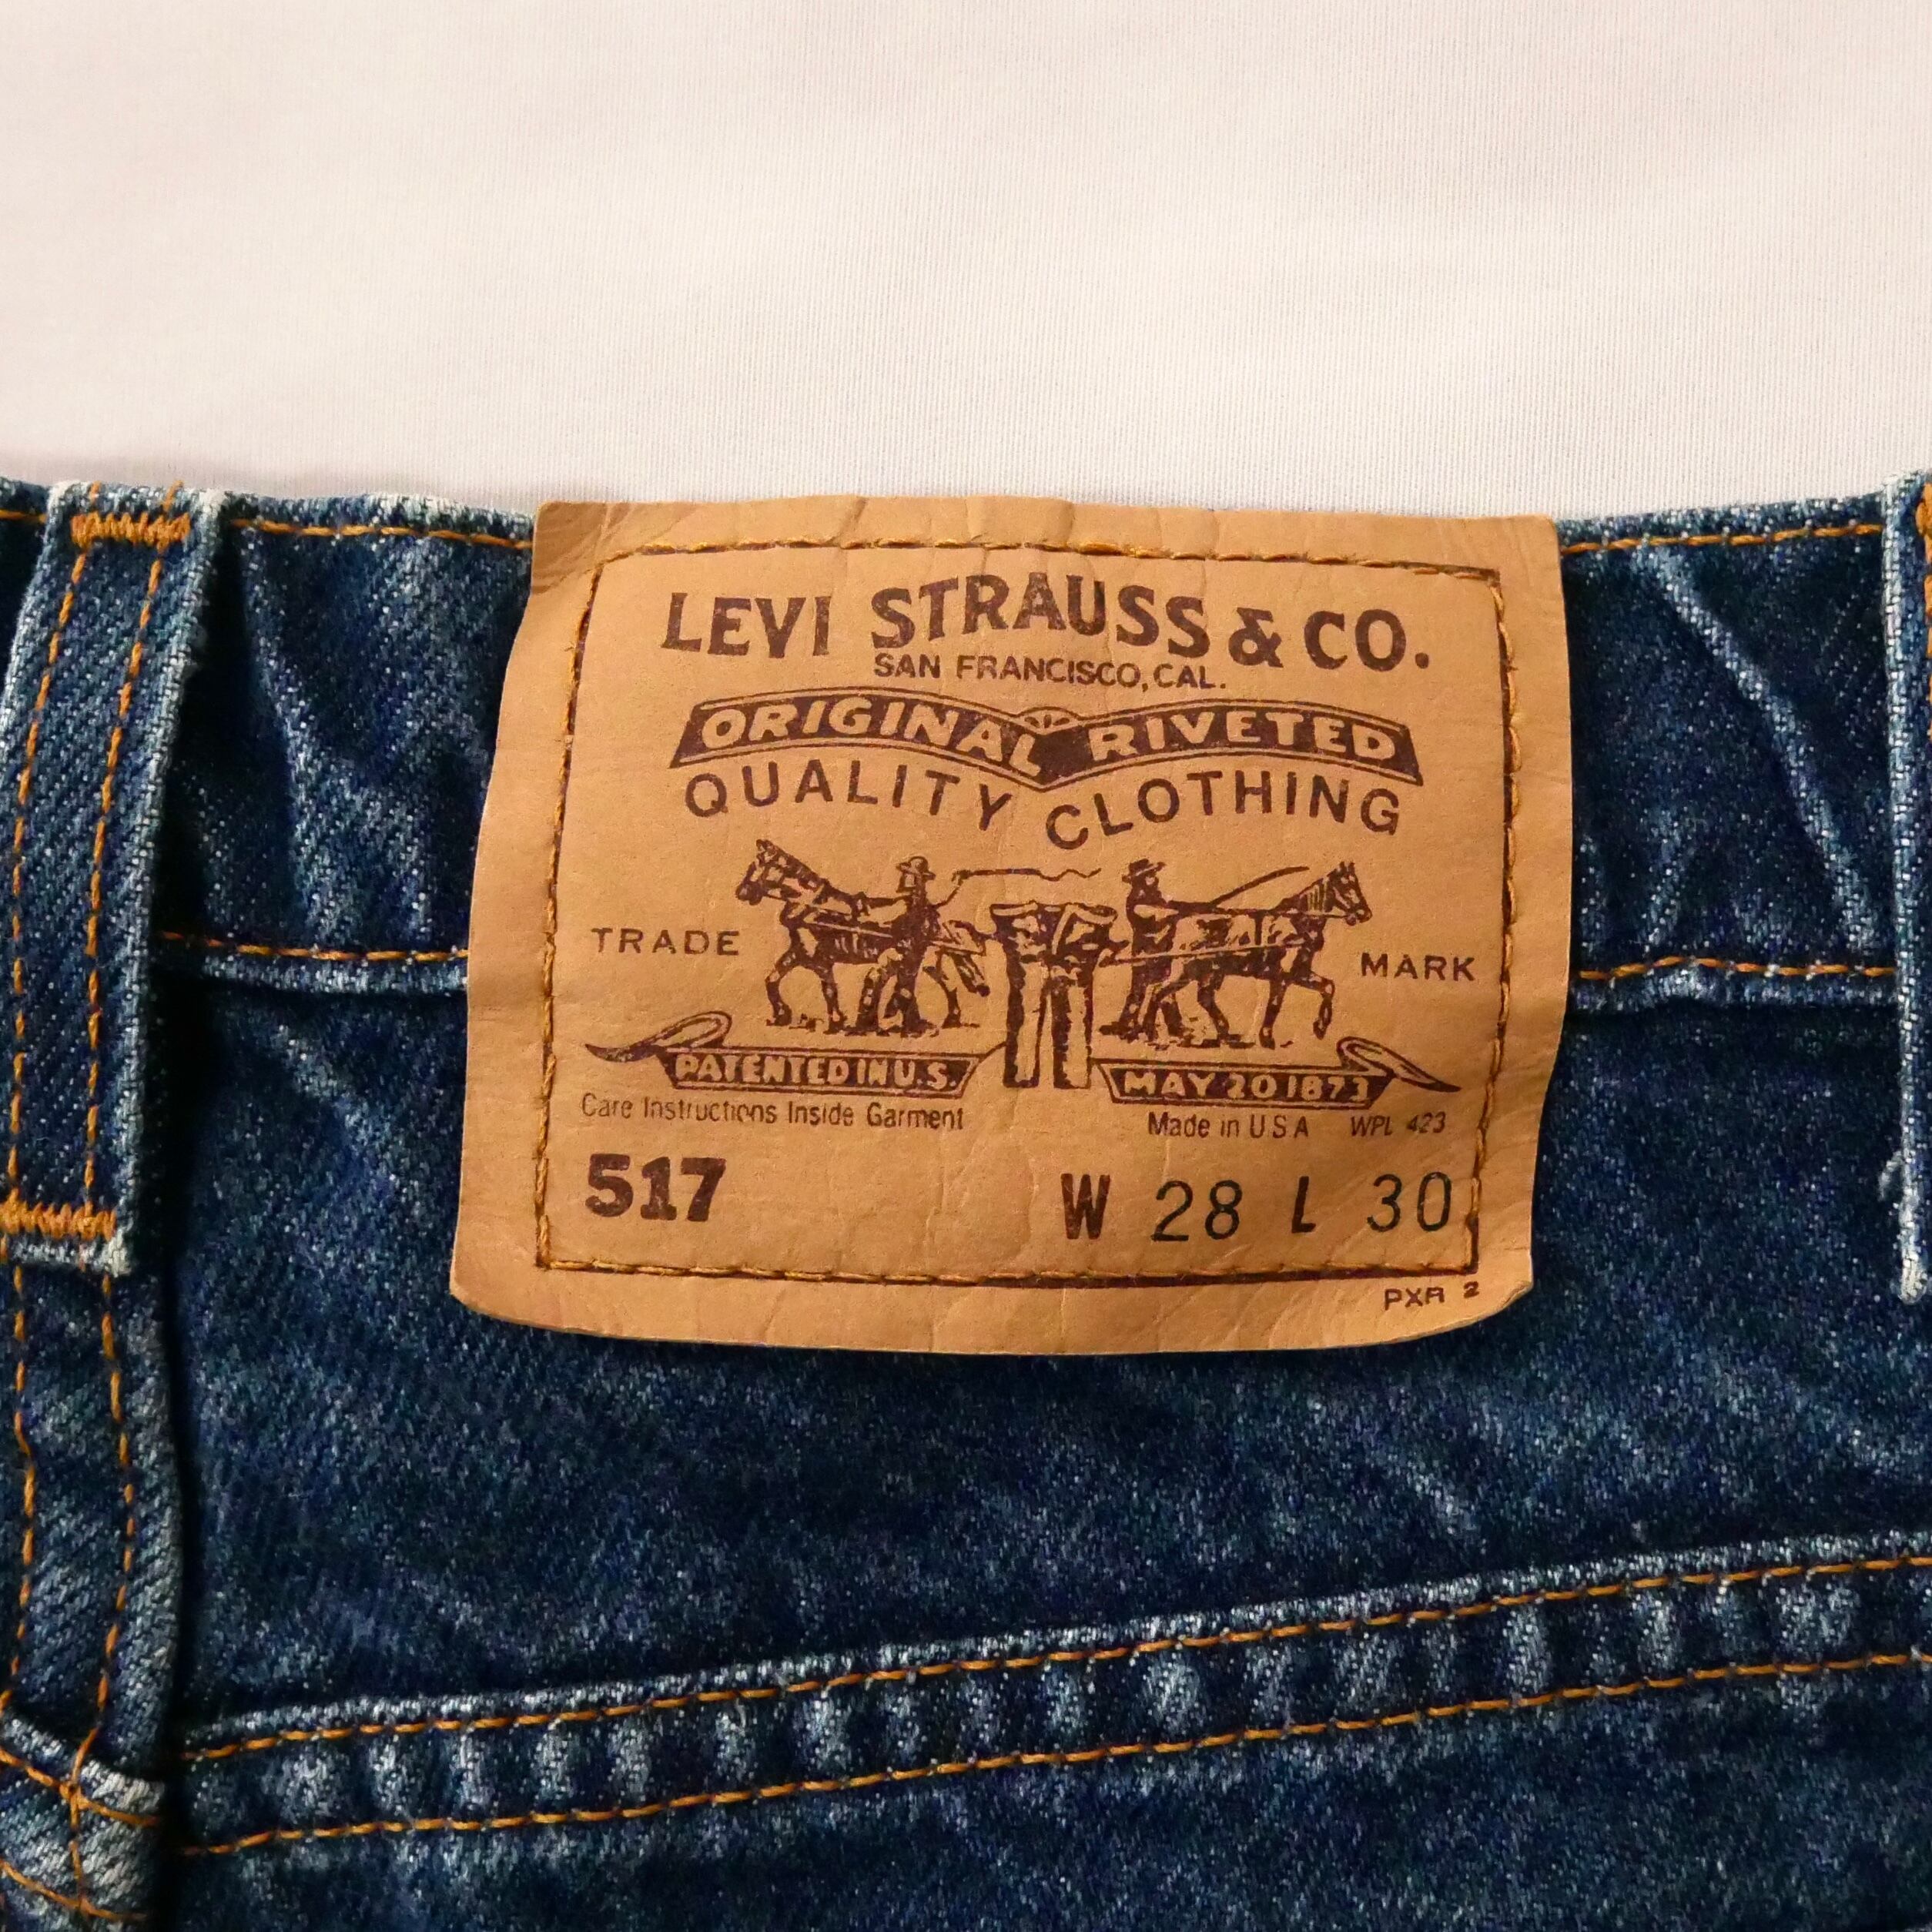 LEVI STRAUSS & CO.
SAN FRANCISCO, CAL.
ORIGINAL RIVETED
QUALITY CLOTHING
TRADE MARK
PATENTED IN U.S. MAY 20 1873
Care Instructions Inside Garment Made in U S A WPL 423
517 W 28 L 30
PXR 2